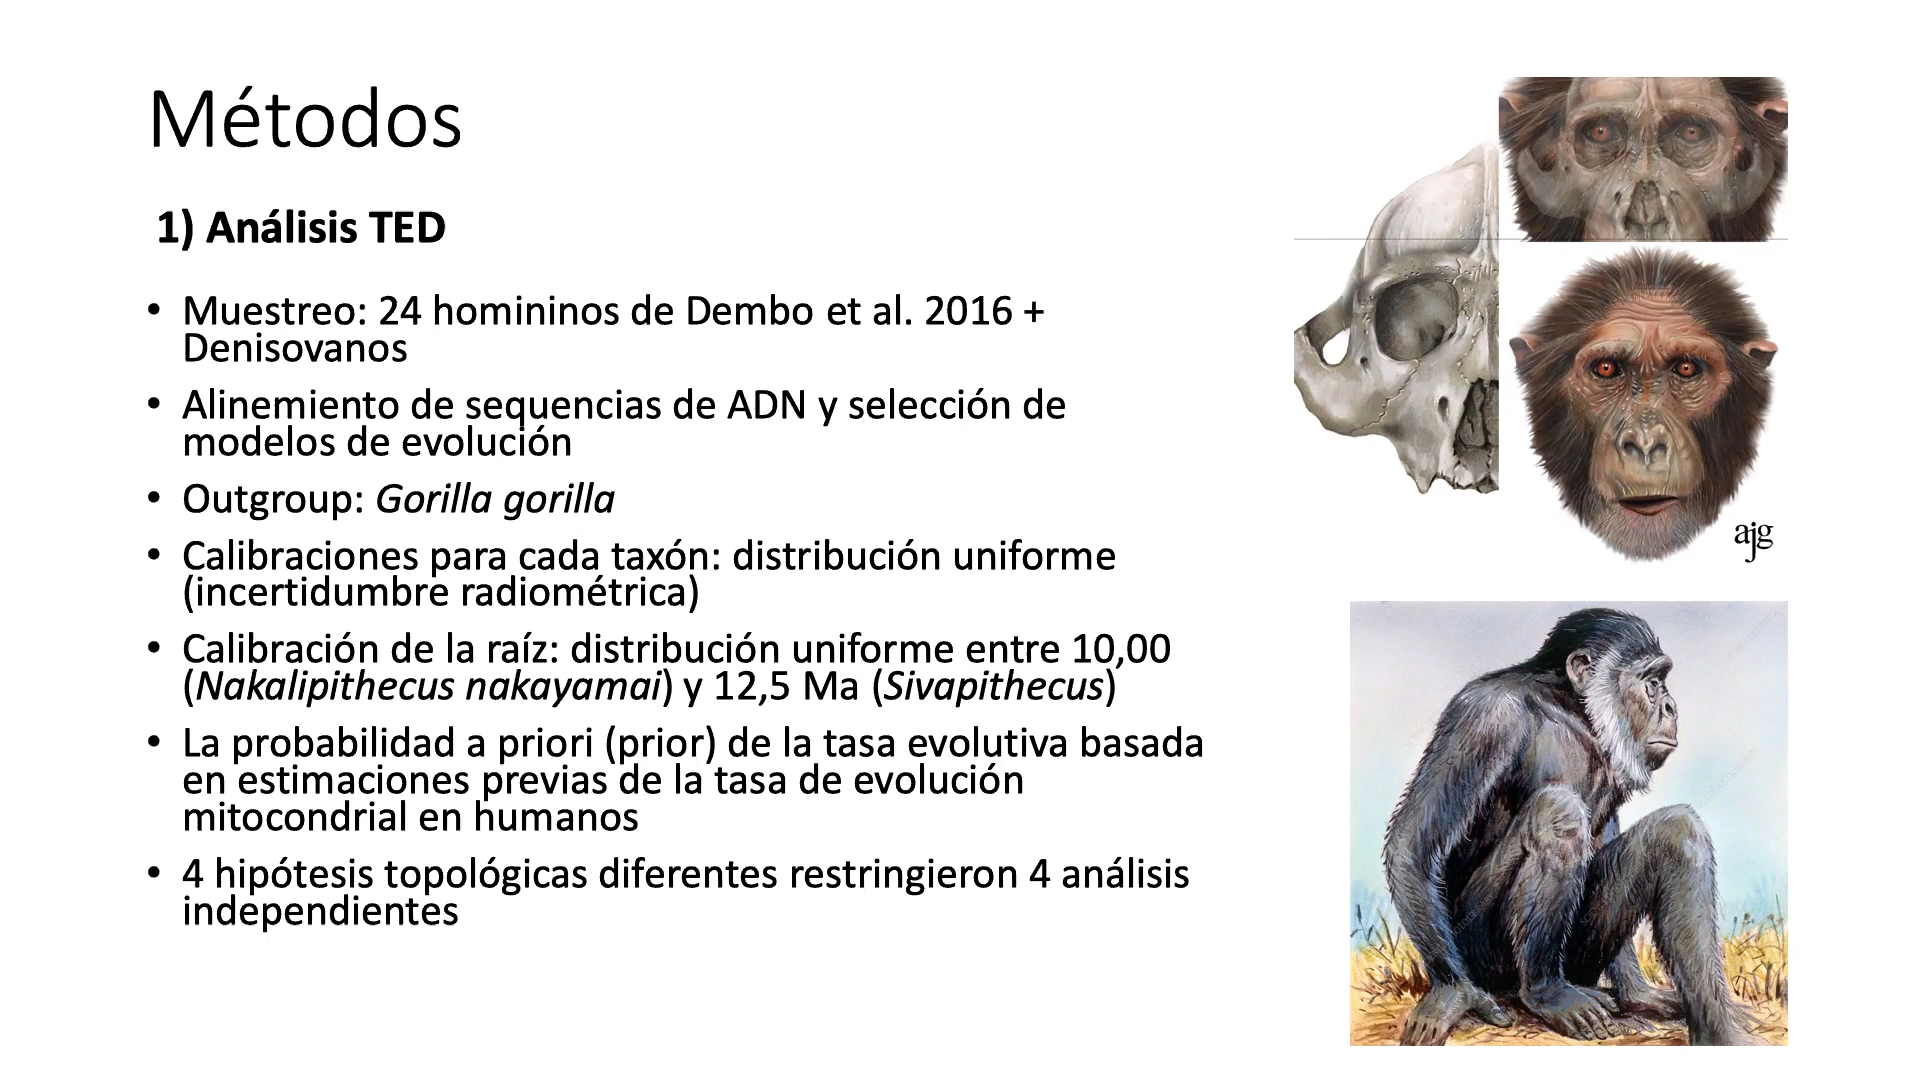 Métodos
1) Análisis TED
• Muestreo: 24 homininos de Dembo et al. 2016 +
Denisovanos
• Alinemiento de sequencias de ADN y selección de
modelos de evolución
• Outgroup: Gorilla gorilla
• Calibraciones para cada taxón: distribución uniforme
(incertidumbre radiométrica)
• Calibración de la raíz: distribución uniforme entre 10,00
(Nakalipithecus nakayamai) y 12,5 Ma (Sivapithecus)
• La probabilidad a priori (prior) de la tasa evolutiva basada
en estimaciones previas de la tasa de evolución
mitocondrial en humanos
• 4 hipótesis topológicas diferentes restringieron 4 análisis
independientes
ajg